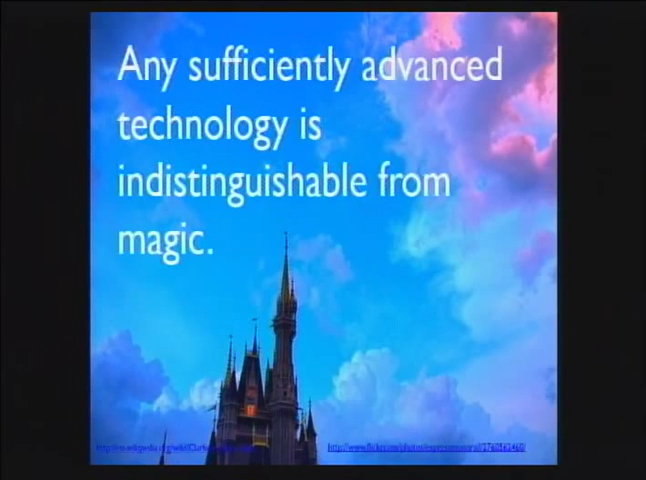 Any sufficiently advanced
technology is
indistinguishable from
magic.